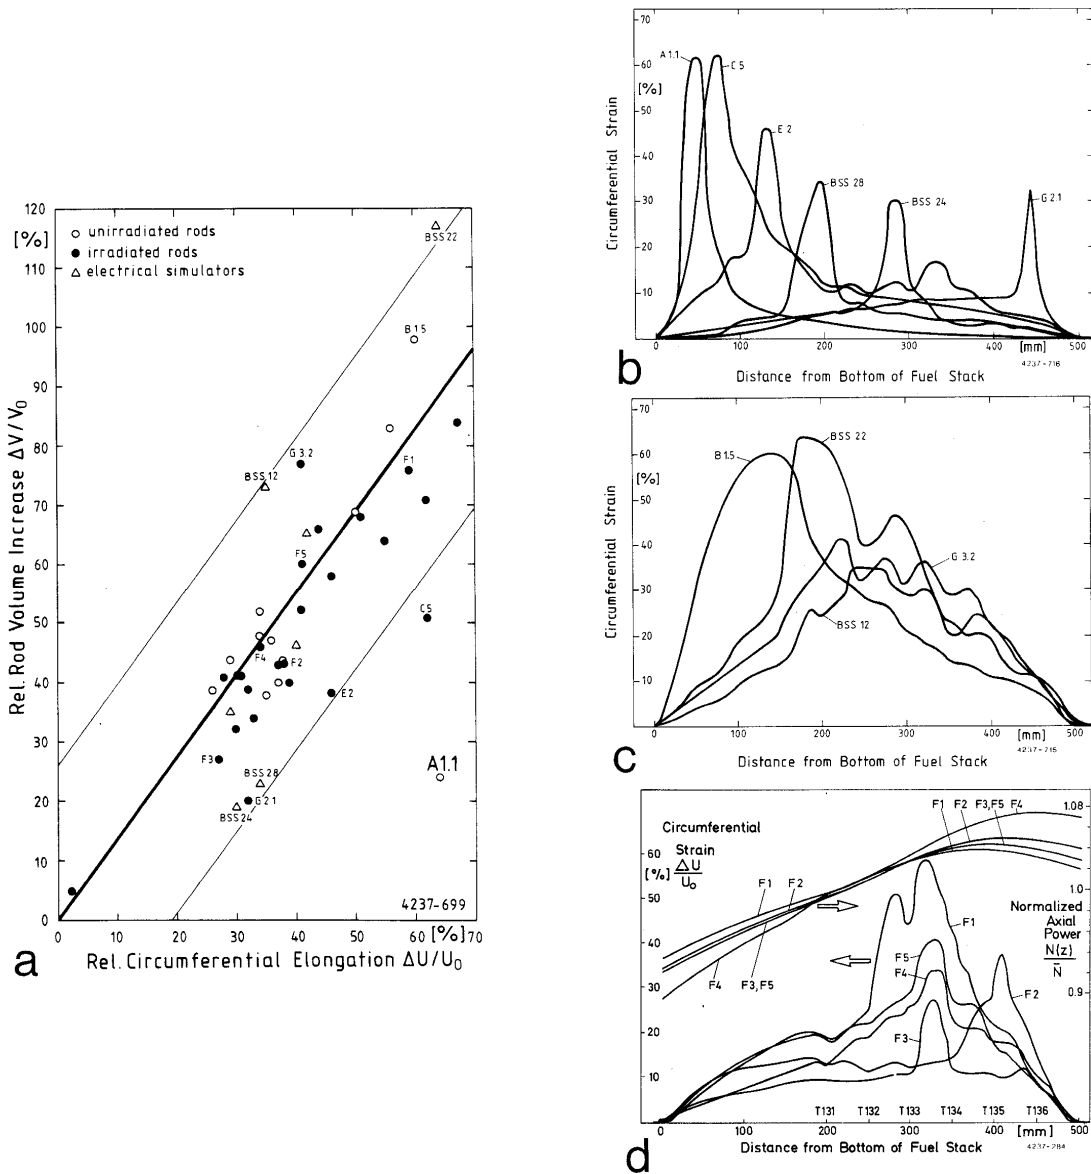 120
[%]
110
100
90
80
70
60
50
40
30
20
10
0
Rel. Rod Volume Increase ΔV/V₀
○ unirradiated rods
● irradiated rods
△ electrical simulators
BSS 22
B 1.5
G 3.2
F1
BSS 12
F5
C 5
F4
F2
E 2
F3
BSS 28
G 2.1
BSS 24
A1.1
4237-699
0 10 20 30 40 50 60 [%] 70
Rel. Circumferential Elongation ΔU/U₀
a
Circumferential Strain
70
60
[%]
50
40
30
20
10
A 1.1
C 5
E 2
BSS 28
BSS 24
G 2.1
0 100 200 300 400 [mm] 500
4237-716
Distance from Bottom of Fuel Stack
b
Circumferential Strain
70
60
[%]
50
40
30
20
10
BSS 22
B 1.5
G 3.2
BSS 12
0 100 200 300 400 [mm] 500
4237-715
Distance from Bottom of Fuel Stack
c
Circumferential
Strain
ΔU
U₀
60
[%] 50
40
30
20
10
F1 F2 F3,F5 F4
1.08
1.0
0.9
Normalized
Axial
Power
N(z)
N̄
F1 F2
F4
F3,F5
F1
F5
F4
F2
F3
T131 T132 T133 T134 T135 T136
0 100 200 300 400 [mm] 500
4237-284
Distance from Bottom of Fuel Stack
d